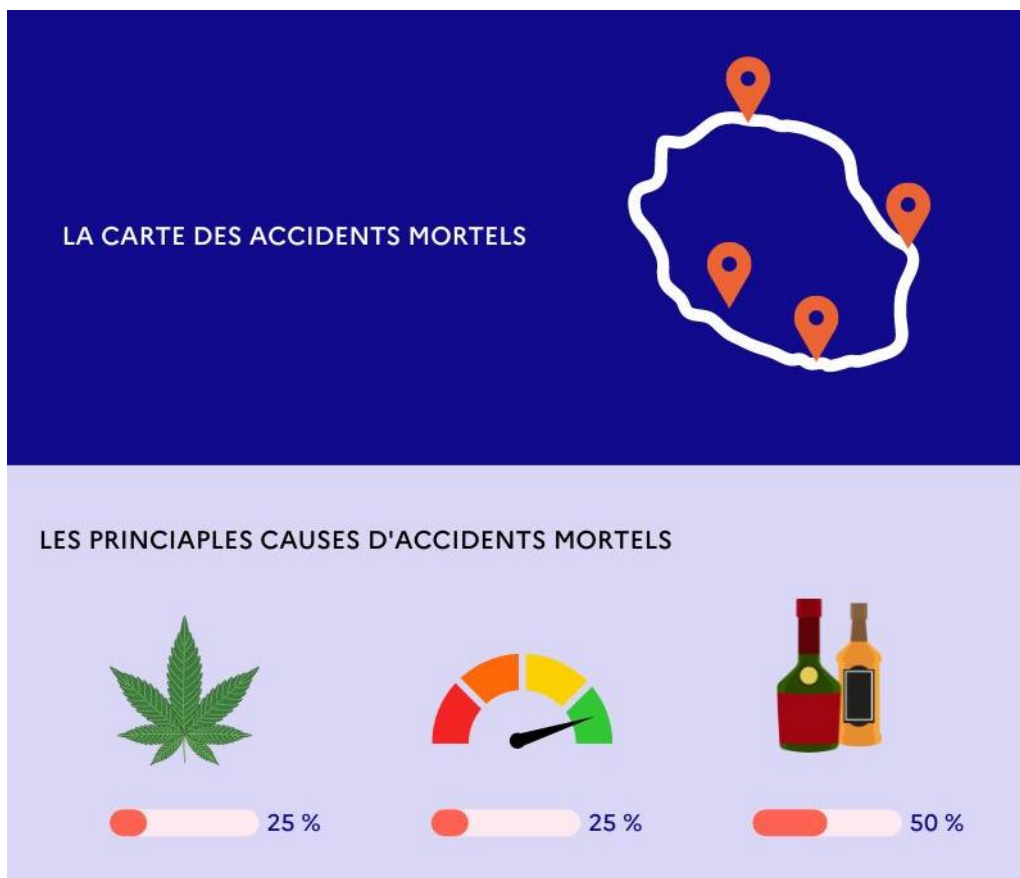 LA CARTE DES ACCIDENTS MORTELS
LES PRINCIAPLES CAUSES D'ACCIDENTS MORTELS
25 %
25 %
50 %